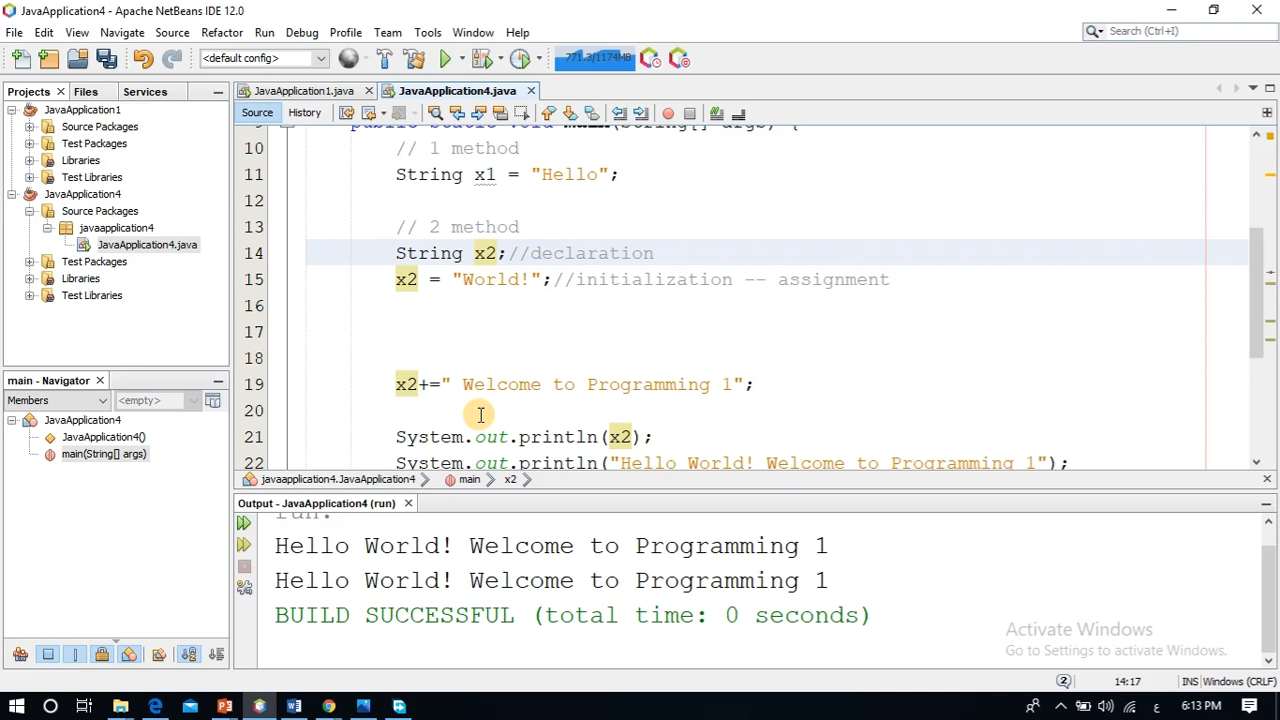 JavaApplication4 - Apache NetBeans IDE 12.0
File Edit View Navigate Source Refactor Run Debug Profile Team Tools Window Help
Search (Ctrl+I)
<default config>
771.3/1174MB
Projects Files Services
JavaApplication1.java JavaApplication4.java
Source History
JavaApplication1
Source Packages
Test Packages
Libraries
Test Libraries
JavaApplication4
Source Packages
javaapplication4
JavaApplication4.java
Test Packages
Libraries
Test Libraries
main - Navigator
Members <empty>
JavaApplication4
JavaApplication4()
main(String[] args)
9 public static void main(String[] args) {
10 // 1 method
11 String x1 = "Hello";
12
13 // 2 method
14 String x2;//declaration
15 x2 = "World!";//initialization -- assignment
16
17
18
19 x2+=" Welcome to Programming 1";
20
21 System.out.println(x2);
22 System.out.println("Hello World! Welcome to Programming 1");
javaapplication4.JavaApplication4 main x2
Output - JavaApplication4 (run)
run:
Hello World! Welcome to Programming 1
Hello World! Welcome to Programming 1
BUILD SUCCESSFUL (total time: 0 seconds)
Activate Windows
Go to Settings to activate Windows.
2 14:17 INS Windows (CRLF)
ع 6:13 PM